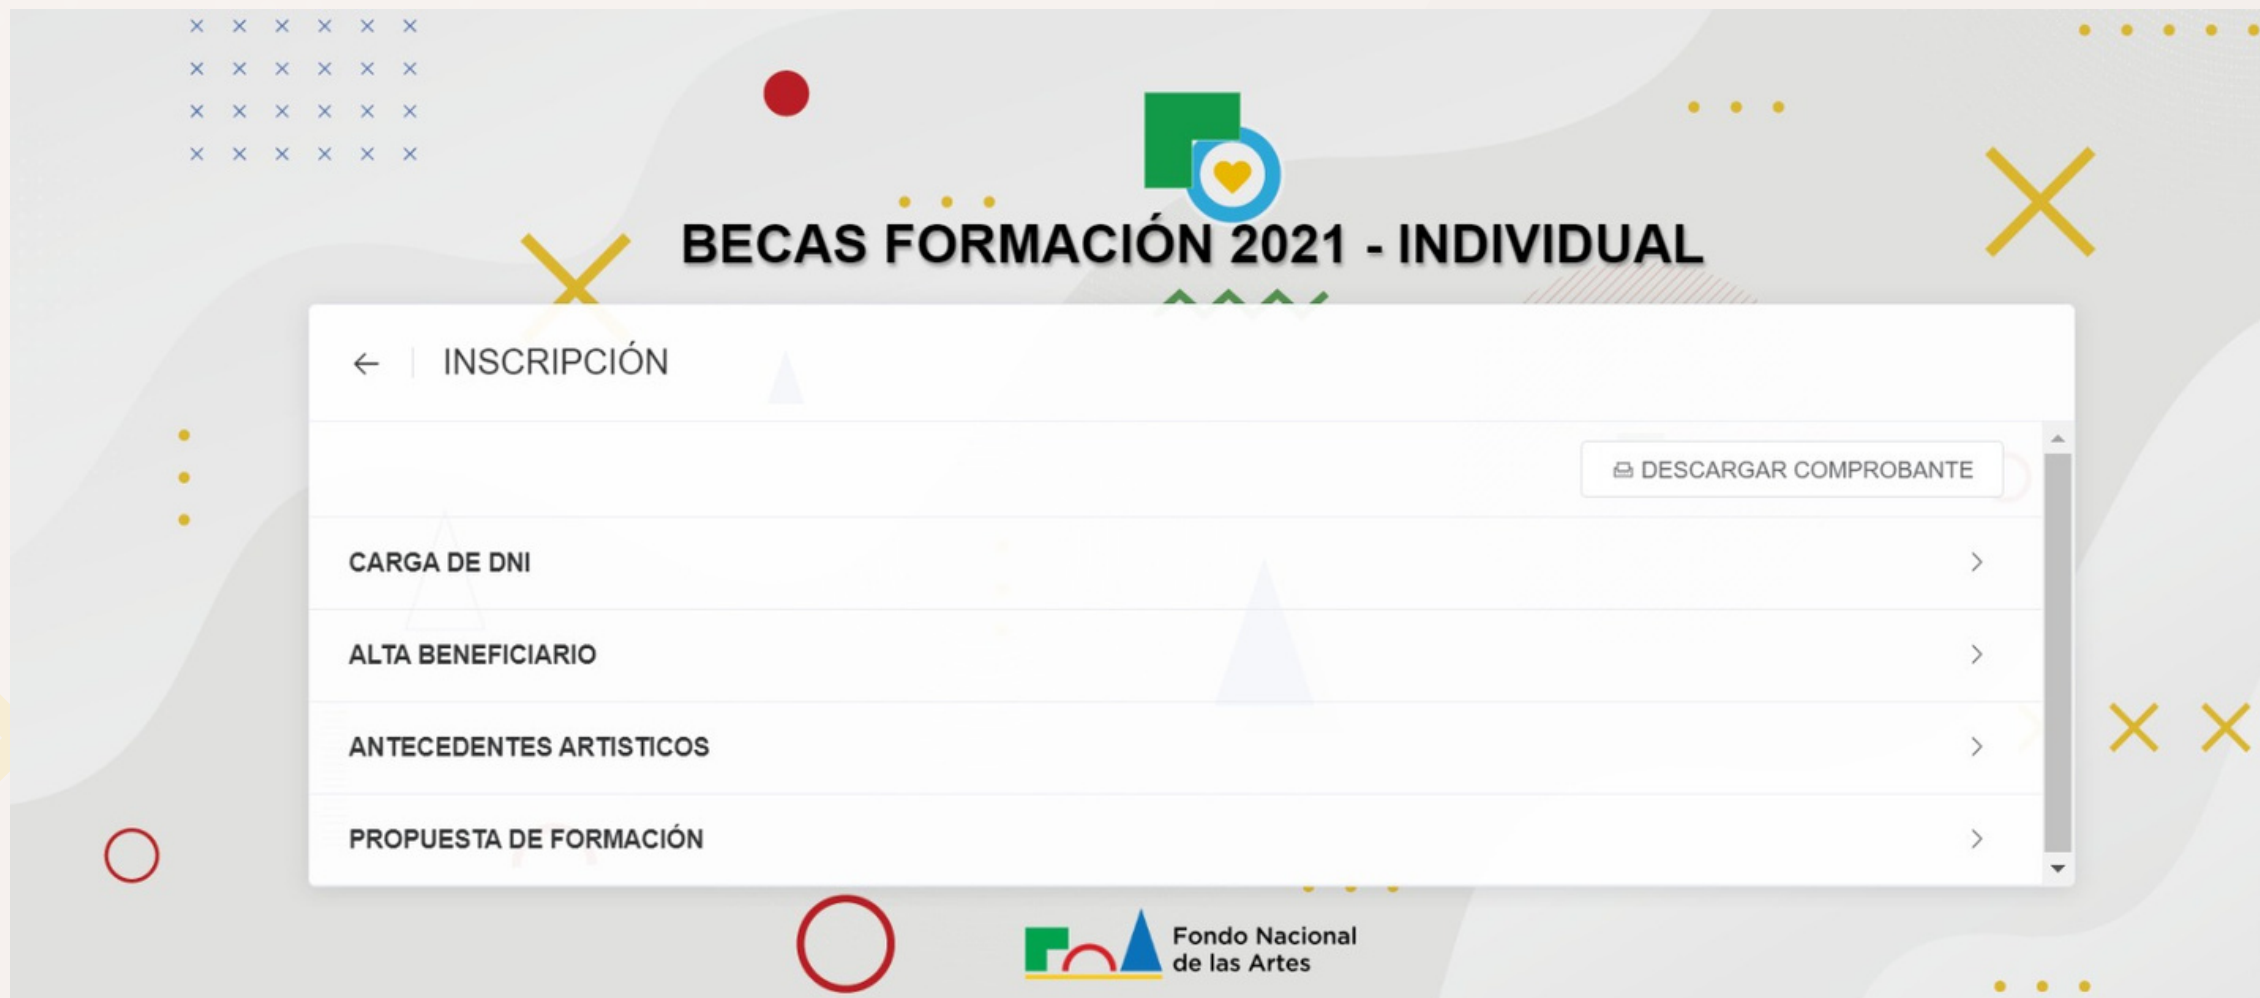 BECAS FORMACIÓN 2021 - INDIVIDUAL
INSCRIPCIÓN
DESCARGAR COMPROBANTE
CARGA DE DNI
ALTA BENEFICIARIO
ANTECEDENTES ARTISTICOS
PROPUESTA DE FORMACIÓN
Fondo Nacional
de las Artes